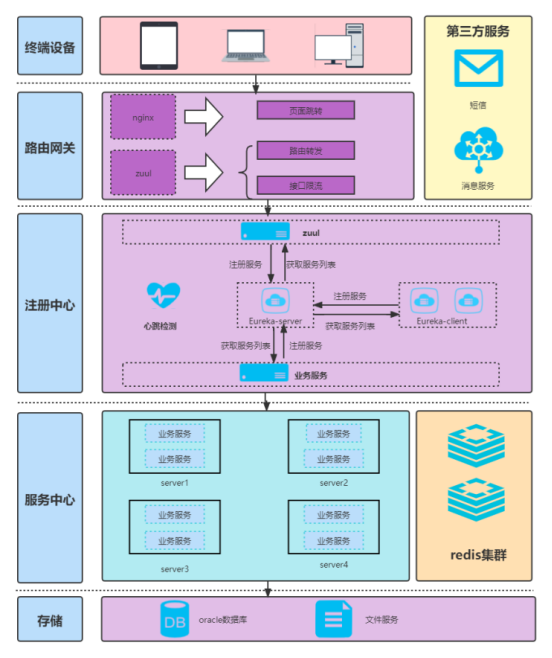 终端设备
第三方服务
短信
消息服务
路由网关
nginx
页面跳转
zuul
路由转发
接口限流
注册中心
zuul
注册服务
获取服务列表
心跳检测
Eureka-server
注册服务
获取服务列表
Eureka-client
获取服务列表
注册服务
业务服务
服务中心
业务服务
业务服务
server1
业务服务
业务服务
server2
业务服务
业务服务
server3
业务服务
业务服务
server4
redis集群
存储
DB
oracle数据库
文件服务